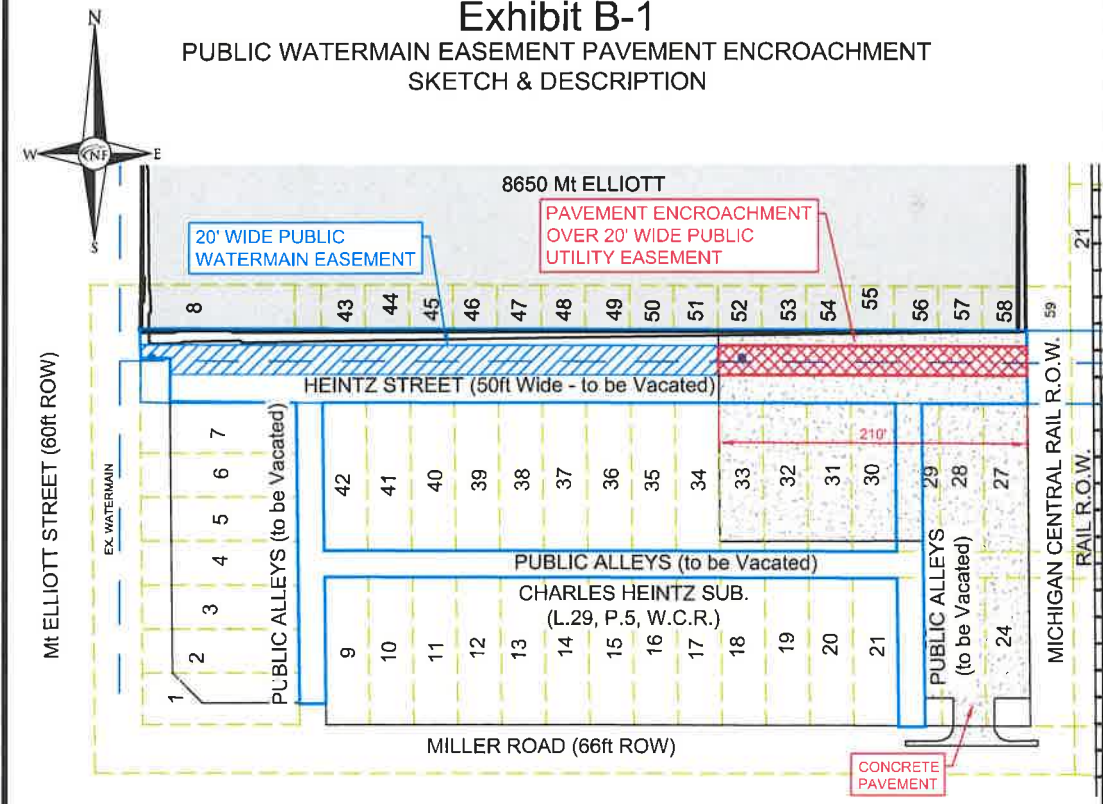 Exhibit B-1
PUBLIC WATERMAIN EASEMENT PAVEMENT ENCROACHMENT
SKETCH & DESCRIPTION
N
W
KNF
E
S
8650 Mt ELLIOTT
20' WIDE PUBLIC
WATERMAIN EASEMENT
PAVEMENT ENCROACHMENT
OVER 20' WIDE PUBLIC
UTILITY EASEMENT
21
8
43
44
45
46
47
48
49
50
51
52
53
54
55
56
57
58
59
HEINTZ STREET (50ft Wide - to be Vacated)
Mt ELLIOTT STREET (60ft ROW)
EX. WATERMAIN
7
6
5
4
3
2
1
PUBLIC ALLEYS (to be Vacated)
210'
42
41
40
39
38
37
36
35
34
33
32
31
30
29
28
27
PUBLIC ALLEYS (to be Vacated)
CHARLES HEINTZ SUB.
(L.29, P.5, W.C.R.)
9
10
11
12
13
14
15
16
17
18
19
20
21
PUBLIC ALLEYS
(to be Vacated)
24
MICHIGAN CENTRAL RAIL R.O.W.
RAIL R.O.W.
MILLER ROAD (66ft ROW)
CONCRETE
PAVEMENT